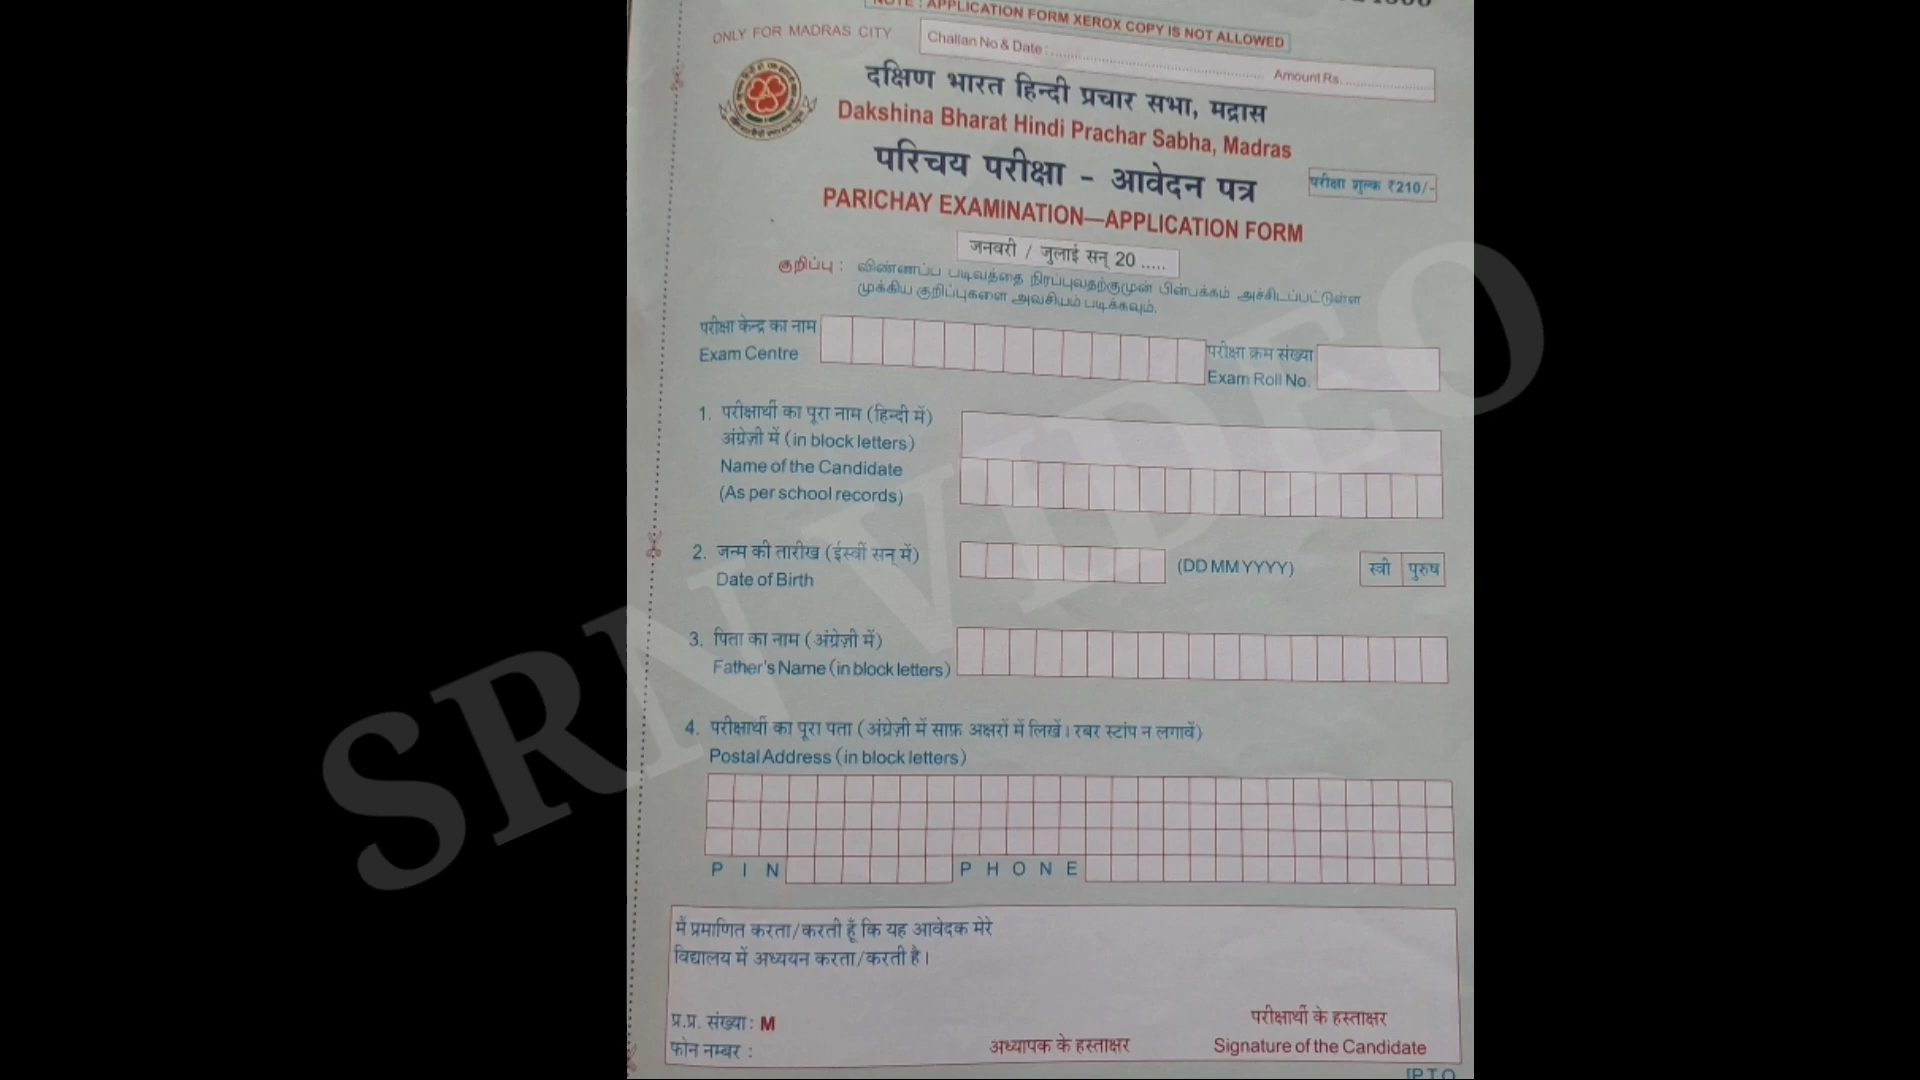 NOTE : APPLICATION FORM XEROX COPY IS NOT ALLOWED
ONLY FOR MADRAS CITY
Challan No & Date : Amount Rs.
दक्षिण भारत हिन्दी प्रचार सभा, मद्रास
Dakshina Bharat Hindi Prachar Sabha, Madras
परिचय परीक्षा - आवेदन पत्र
परीक्षा शुल्क ₹210/-
PARICHAY EXAMINATION—APPLICATION FORM
जनवरी / जुलाई सन् 20 .....
குறிப்பு : விண்ணப்ப படிவத்தை நிரப்புவதற்குமுன் பின்பக்கம் அச்சிடப்பட்டுள்ள
முக்கிய குறிப்புகளை அவசியம் படிக்கவும்.
परीक्षा केन्द्र का नाम
Exam Centre
परीक्षा क्रम संख्या
Exam Roll No.
1. परीक्षार्थी का पूरा नाम (हिन्दी में)
अंग्रेज़ी में (in block letters)
Name of the Candidate
(As per school records)
2. जन्म की तारीख (ईस्वीं सन् में)
Date of Birth
(DD MM YYYY)
स्त्री पुरुष
3. पिता का नाम (अंग्रेज़ी में)
Father's Name (in block letters)
4. परीक्षार्थी का पूरा पता (अंग्रेज़ी में साफ़ अक्षरों में लिखें। रबर स्टांप न लगावें)
Postal Address (in block letters)
PIN PHONE
मैं प्रमाणित करता/करती हूँ कि यह आवेदक मेरे
विद्यालय में अध्ययन करता/करती है।
प्र.प्र. संख्या : M
फोन नम्बर :
अध्यापक के हस्ताक्षर
परीक्षार्थी के हस्ताक्षर
Signature of the Candidate
SRN VIDEO